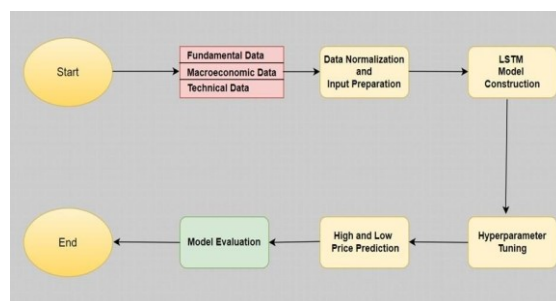 Start
Fundamental Data
Macroeconomic Data
Technical Data
Data Normalization
and
Input Preparation
LSTM
Model
Construction
End
Model Evaluation
High and Low
Price Prediction
Hyperparameter
Tuning